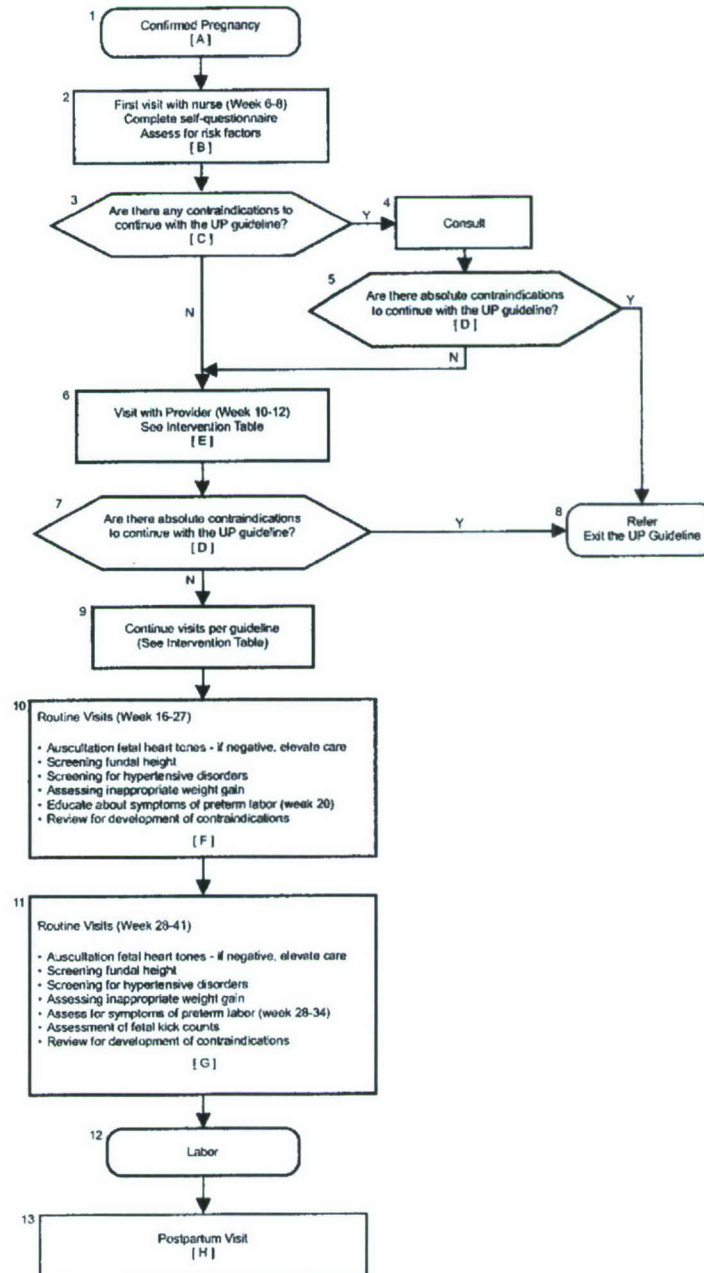 1
Confirmed Pregnancy
[ A ]
2
First visit with nurse (Week 6-8)
Complete self-questionnaire
Assess for risk factors
[ B ]
3
Are there any contraindications to
continue with the UP guideline?
[ C ]
Y
4
Consult
5
Are there absolute contraindications
to continue with the UP guideline?
[ D ]
Y
N
N
6
Visit with Provider (Week 10-12)
See Intervention Table
[ E ]
7
Are there absolute contraindications
to continue with the UP guideline?
[ D ]
Y
8
Refer
Exit the UP Guideline
N
9
Continue visits per guideline
(See Intervention Table)
10
Routine Visits (Week 16-27)
• Auscultation fetal heart tones - if negative, elevate care
• Screening fundal height
• Screening for hypertensive disorders
• Assessing inappropriate weight gain
• Educate about symptoms of preterm labor (week 20)
• Review for development of contraindications
[ F ]
11
Routine Visits (Week 28-41)
• Auscultation fetal heart tones - if negative, elevate care
• Screening fundal height
• Screening for hypertensive disorders
• Assessing inappropriate weight gain
• Assess for symptoms of preterm labor (week 28-34)
• Assessment of fetal kick counts
• Review for development of contraindications
[ G ]
12
Labor
13
Postpartum Visit
[ H ]